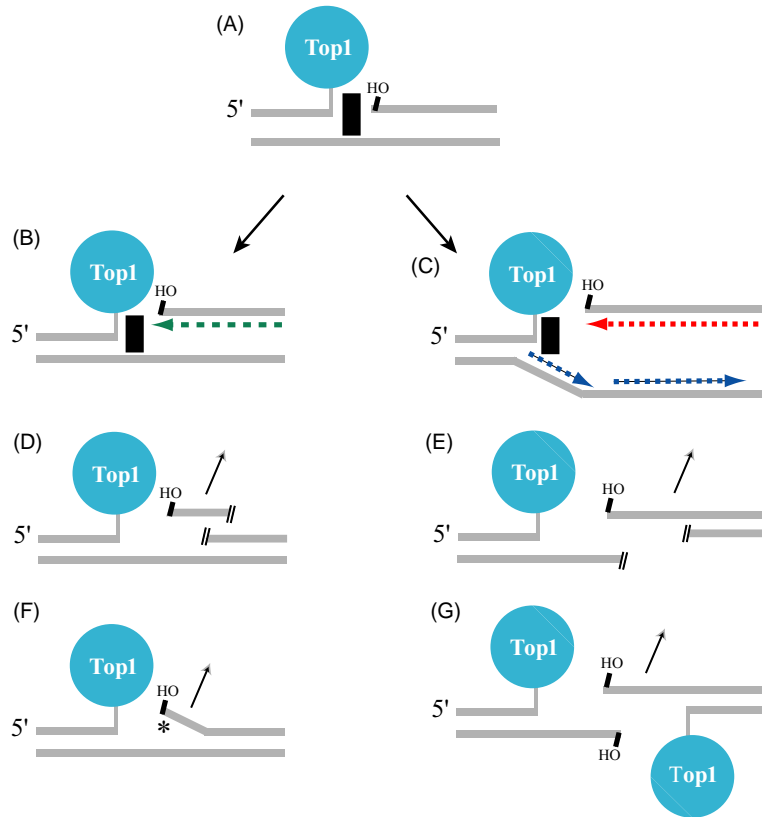 (A)
Top1
HO
5'
(B)
Top1
HO
5'
(C)
Top1
HO
5'
(D)
Top1
HO
5'
(E)
Top1
HO
5'
(F)
Top1
HO
5'
*
(G)
Top1
HO
5'
HO
Top1